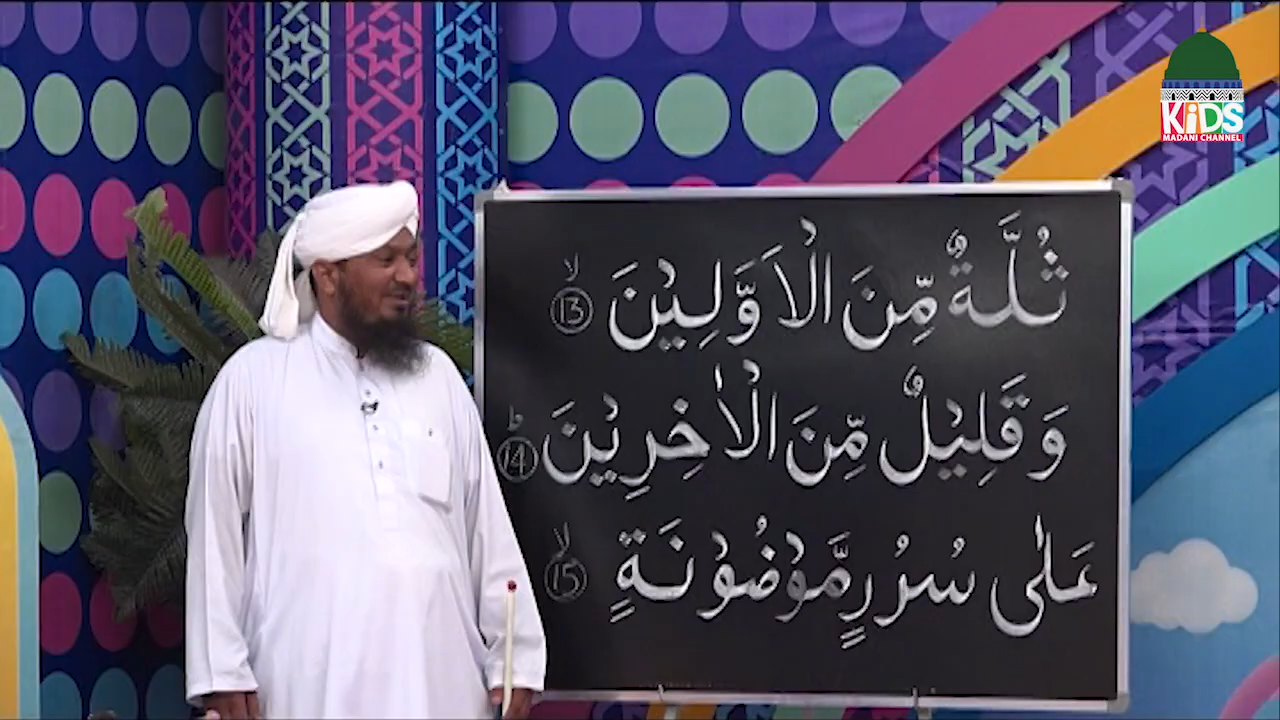 ثُلَّةٌ مِّنَ الْاَوَّلِيْنَ ۙ 13
وَ قَلِيْلٌ مِّنَ الْاٰخِرِيْنَ ؕ 14
عَلٰى سُرُرٍ مَّوْضُوْنَةٍ ۙ 15
KiDS
MADANI CHANNEL